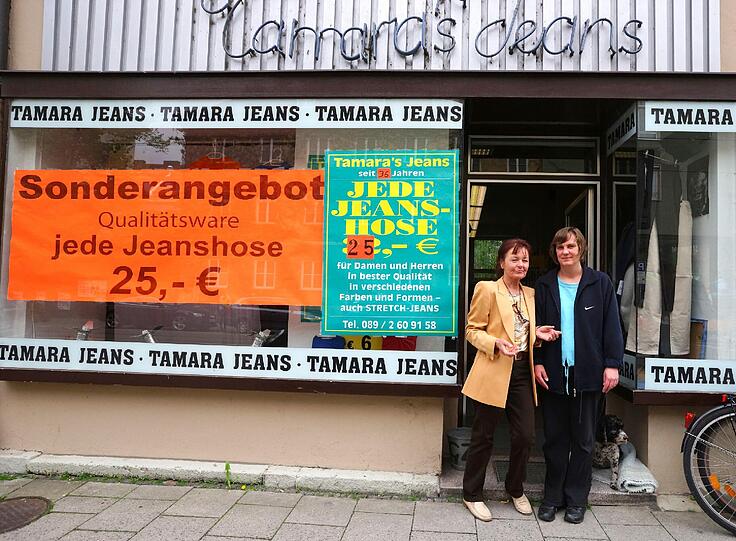 Tamara's Jeans
TAMARA JEANS · TAMARA JEANS · TAMARA JEANS
TAMARA
Sonderangebot
Qualitätsware
jede Jeanshose
25,- €
Tamara's Jeans
seit 36 Jahren
JEDE
JEANS-
HOSE
25,- €
für Damen und Herren
in bester Qualität
in verschiedenen
Farben und Formen –
auch STRETCH-JEANS
Tel. 089 / 2 60 91 58
€ 6
TAMARA JEANS · TAMARA JEANS · TAMARA JEANS
TAMARA